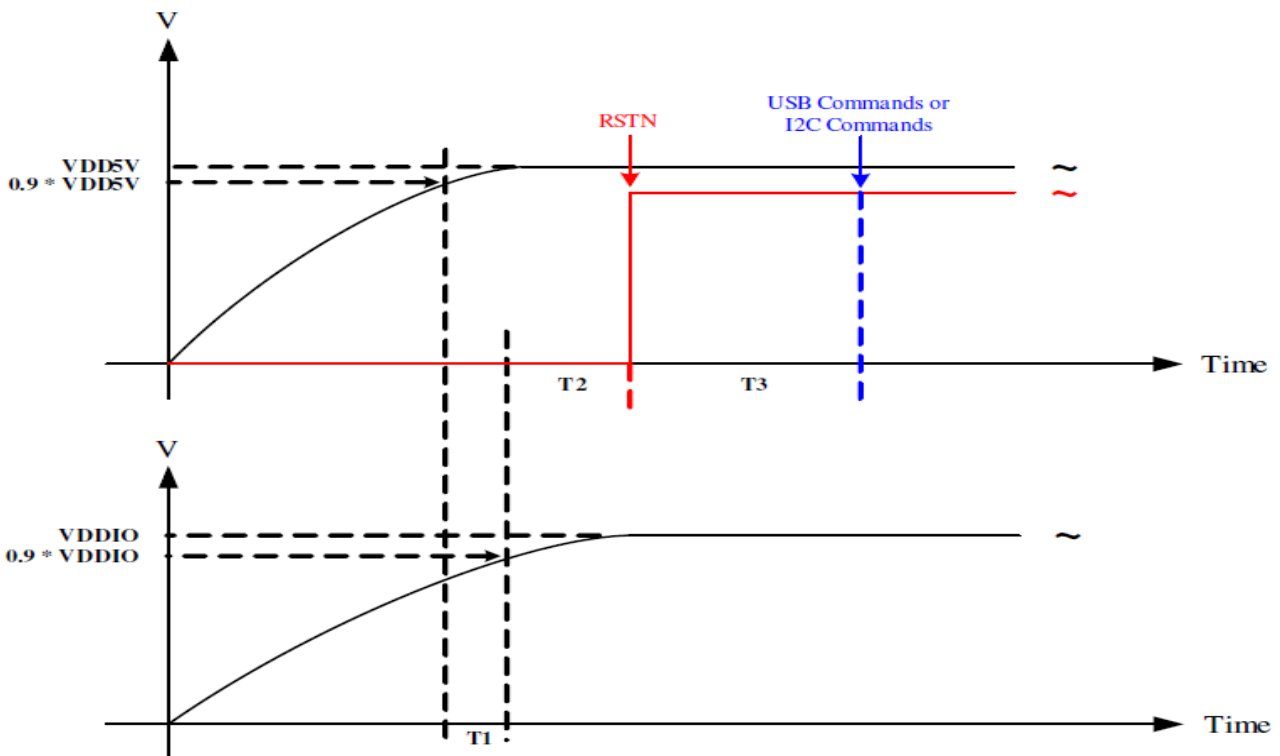 V
USB Commands or
I2C Commands
RSTN
VDD5V
0.9 * VDD5V
~
~
Time
T2
T3
V
VDDIO
0.9 * VDDIO
~
Time
T1